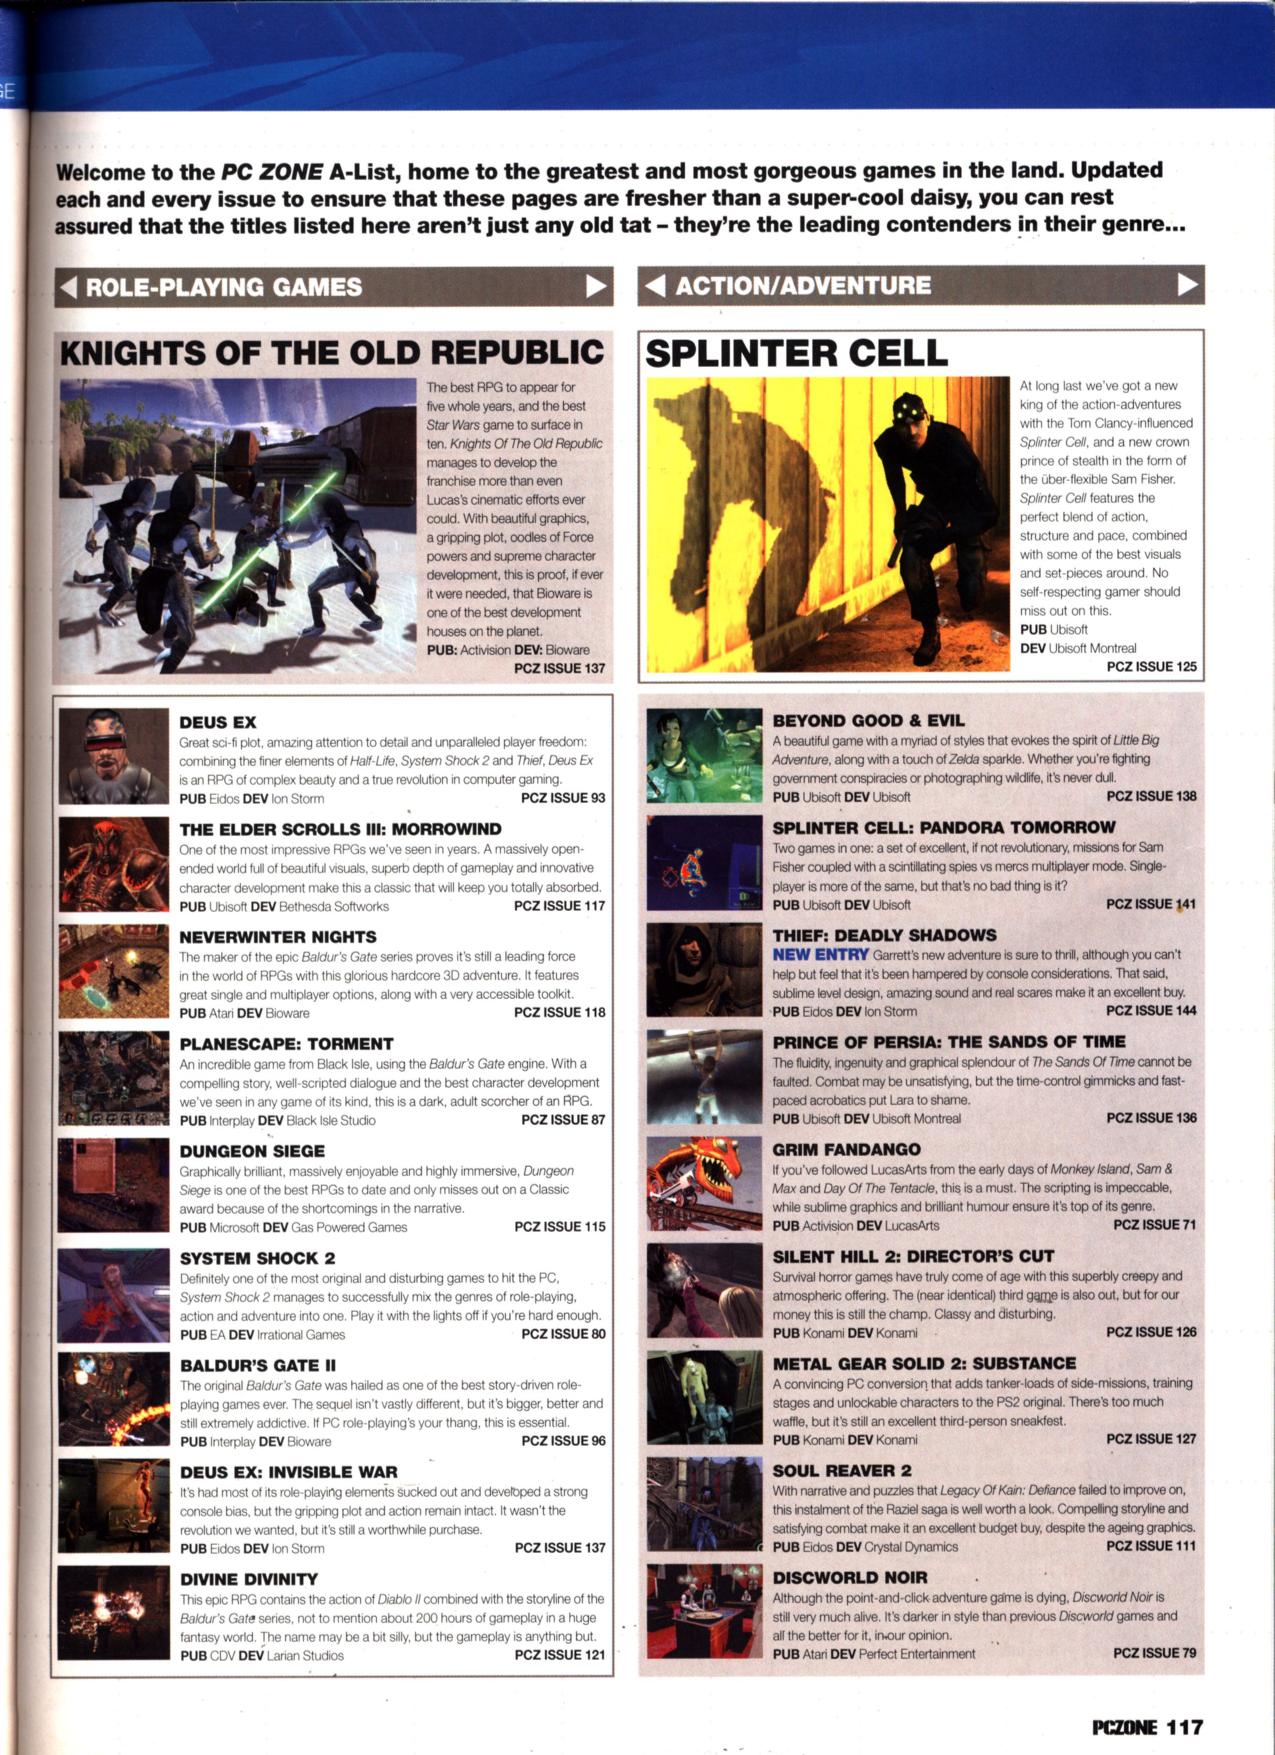 GE
Welcome to the PC ZONE A-List, home to the greatest and most gorgeous games in the land. Updated
each and every issue to ensure that these pages are fresher than a super-cool daisy, you can rest
assured that the titles listed here aren't just any old tat – they're the leading contenders in their genre...
ROLE-PLAYING GAMES
KNIGHTS OF THE OLD REPUBLIC
The best RPG to appear for
five whole years, and the best
Star Wars game to surface in
ten. Knights Of The Old Republic
manages to develop the
franchise more than even
Lucas's cinematic efforts ever
could. With beautiful graphics,
a gripping plot, oodles of Force
powers and supreme character
development, this is proof, if ever
it were needed, that Bioware is
one of the best development
houses on the planet.
PUB: Activision DEV: Bioware
PCZ ISSUE 137
DEUS EX
Great sci-fi plot, amazing attention to detail and unparalleled player freedom:
combining the finer elements of Half-Life, System Shock 2 and Thief, Deus Ex
is an RPG of complex beauty and a true revolution in computer gaming.
PUB Eidos DEV Ion Storm PCZ ISSUE 93
THE ELDER SCROLLS III: MORROWIND
One of the most impressive RPGs we've seen in years. A massively open-
ended world full of beautiful visuals, superb depth of gameplay and innovative
character development make this a classic that will keep you totally absorbed.
PUB Ubisoft DEV Bethesda Softworks PCZ ISSUE 117
NEVERWINTER NIGHTS
The maker of the epic Baldur's Gate series proves it's still a leading force
in the world of RPGs with this glorious hardcore 3D adventure. It features
great single and multiplayer options, along with a very accessible toolkit.
PUB Atari DEV Bioware PCZ ISSUE 118
PLANESCAPE: TORMENT
An incredible game from Black Isle, using the Baldur's Gate engine. With a
compelling story, well-scripted dialogue and the best character development
we've seen in any game of its kind, this is a dark, adult scorcher of an RPG.
PUB Interplay DEV Black Isle Studio PCZ ISSUE 87
DUNGEON SIEGE
Graphically brilliant, massively enjoyable and highly immersive, Dungeon
Siege is one of the best RPGs to date and only misses out on a Classic
award because of the shortcomings in the narrative.
PUB Microsoft DEV Gas Powered Games PCZ ISSUE 115
SYSTEM SHOCK 2
Definitely one of the most original and disturbing games to hit the PC,
System Shock 2 manages to successfully mix the genres of role-playing,
action and adventure into one. Play it with the lights off if you're hard enough.
PUB EA DEV Irrational Games PCZ ISSUE 80
BALDUR'S GATE II
The original Baldur's Gate was hailed as one of the best story-driven role-
playing games ever. The sequel isn't vastly different, but it's bigger, better and
still extremely addictive. If PC role-playing's your thang, this is essential.
PUB Interplay DEV Bioware PCZ ISSUE 96
DEUS EX: INVISIBLE WAR
It's had most of its role-playing elements sucked out and developed a strong
console bias, but the gripping plot and action remain intact. It wasn't the
revolution we wanted, but it's still a worthwhile purchase.
PUB Eidos DEV Ion Storm PCZ ISSUE 137
DIVINE DIVINITY
This epic RPG contains the action of Diablo II combined with the storyline of the
Baldur's Gate series, not to mention about 200 hours of gameplay in a huge
fantasy world. The name may be a bit silly, but the gameplay is anything but.
PUB CDV DEV Larian Studios PCZ ISSUE 121
ACTION/ADVENTURE
SPLINTER CELL
At long last we've got a new
king of the action-adventures
with the Tom Clancy-influenced
Splinter Cell, and a new crown
prince of stealth in the form of
the über-flexible Sam Fisher.
Splinter Cell features the
perfect blend of action,
structure and pace, combined
with some of the best visuals
and set-pieces around. No
self-respecting gamer should
miss out on this.
PUB Ubisoft
DEV Ubisoft Montreal
PCZ ISSUE 125
BEYOND GOOD & EVIL
A beautiful game with a myriad of styles that evokes the spirit of Little Big
Adventure, along with a touch of Zelda sparkle. Whether you're fighting
government conspiracies or photographing wildlife, it's never dull.
PUB Ubisoft DEV Ubisoft PCZ ISSUE 138
SPLINTER CELL: PANDORA TOMORROW
Two games in one: a set of excellent, if not revolutionary, missions for Sam
Fisher coupled with a scintillating spies vs mercs multiplayer mode. Single-
player is more of the same, but that's no bad thing is it?
PUB Ubisoft DEV Ubisoft PCZ ISSUE 141
THIEF: DEADLY SHADOWS
NEW ENTRY Garrett's new adventure is sure to thrill, although you can't
help but feel that it's been hampered by console considerations. That said,
sublime level design, amazing sound and real scares make it an excellent buy.
PUB Eidos DEV Ion Storm PCZ ISSUE 144
PRINCE OF PERSIA: THE SANDS OF TIME
The fluidity, ingenuity and graphical splendour of The Sands Of Time cannot be
faulted. Combat may be unsatisfying, but the time-control gimmicks and fast-
paced acrobatics put Lara to shame.
PUB Ubisoft DEV Ubisoft Montreal PCZ ISSUE 136
GRIM FANDANGO
If you've followed LucasArts from the early days of Monkey Island, Sam &
Max and Day Of The Tentacle, this is a must. The scripting is impeccable,
while sublime graphics and brilliant humour ensure it's top of its genre.
PUB Activision DEV LucasArts PCZ ISSUE 71
SILENT HILL 2: DIRECTOR'S CUT
Survival horror games have truly come of age with this superbly creepy and
atmospheric offering. The (near identical) third game is also out, but for our
money this is still the champ. Classy and disturbing.
PUB Konami DEV Konami PCZ ISSUE 126
METAL GEAR SOLID 2: SUBSTANCE
A convincing PC conversion that adds tanker-loads of side-missions, training
stages and unlockable characters to the PS2 original. There's too much
waffle, but it's still an excellent third-person sneakfest.
PUB Konami DEV Konami PCZ ISSUE 127
SOUL REAVER 2
With narrative and puzzles that Legacy Of Kain: Defiance failed to improve on,
this instalment of the Raziel saga is well worth a look. Compelling storyline and
satisfying combat make it an excellent budget buy, despite the ageing graphics.
PUB Eidos DEV Crystal Dynamics PCZ ISSUE 111
DISCWORLD NOIR
Although the point-and-click adventure game is dying, Discworld Noir is
still very much alive. It's darker in style than previous Discworld games and
all the better for it, in our opinion.
PUB Atari DEV Perfect Entertainment PCZ ISSUE 79
PCZONE 117